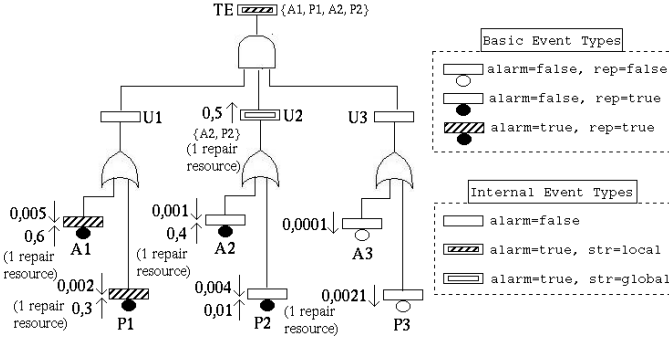 TE {A1, P1, A2, P2}
Basic Event Types
alarm=false, rep=false
alarm=false, rep=true
alarm=true, rep=true
U1
0,5
U2
U3
{A2, P2}
(1 repair
resource)
Internal Event Types
alarm=false
alarm=true, str=local
alarm=true, str=global
0,005
0,6
A1
(1 repair
resource)
0,001
0,4
A2
(1 repair
resource)
0,0001
A3
0,002
(1 repair
resource)
0,3
P1
0,004
0,01
P2
(1 repair
resource)
0,0021
P3